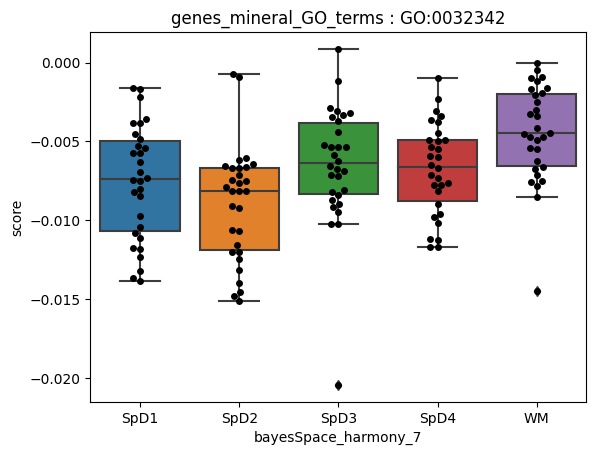 genes_mineral_GO_terms : GO:0032342
0.000
−0.005
−0.010
−0.015
−0.020
score
SpD1 SpD2 SpD3 SpD4 WM
bayesSpace_harmony_7